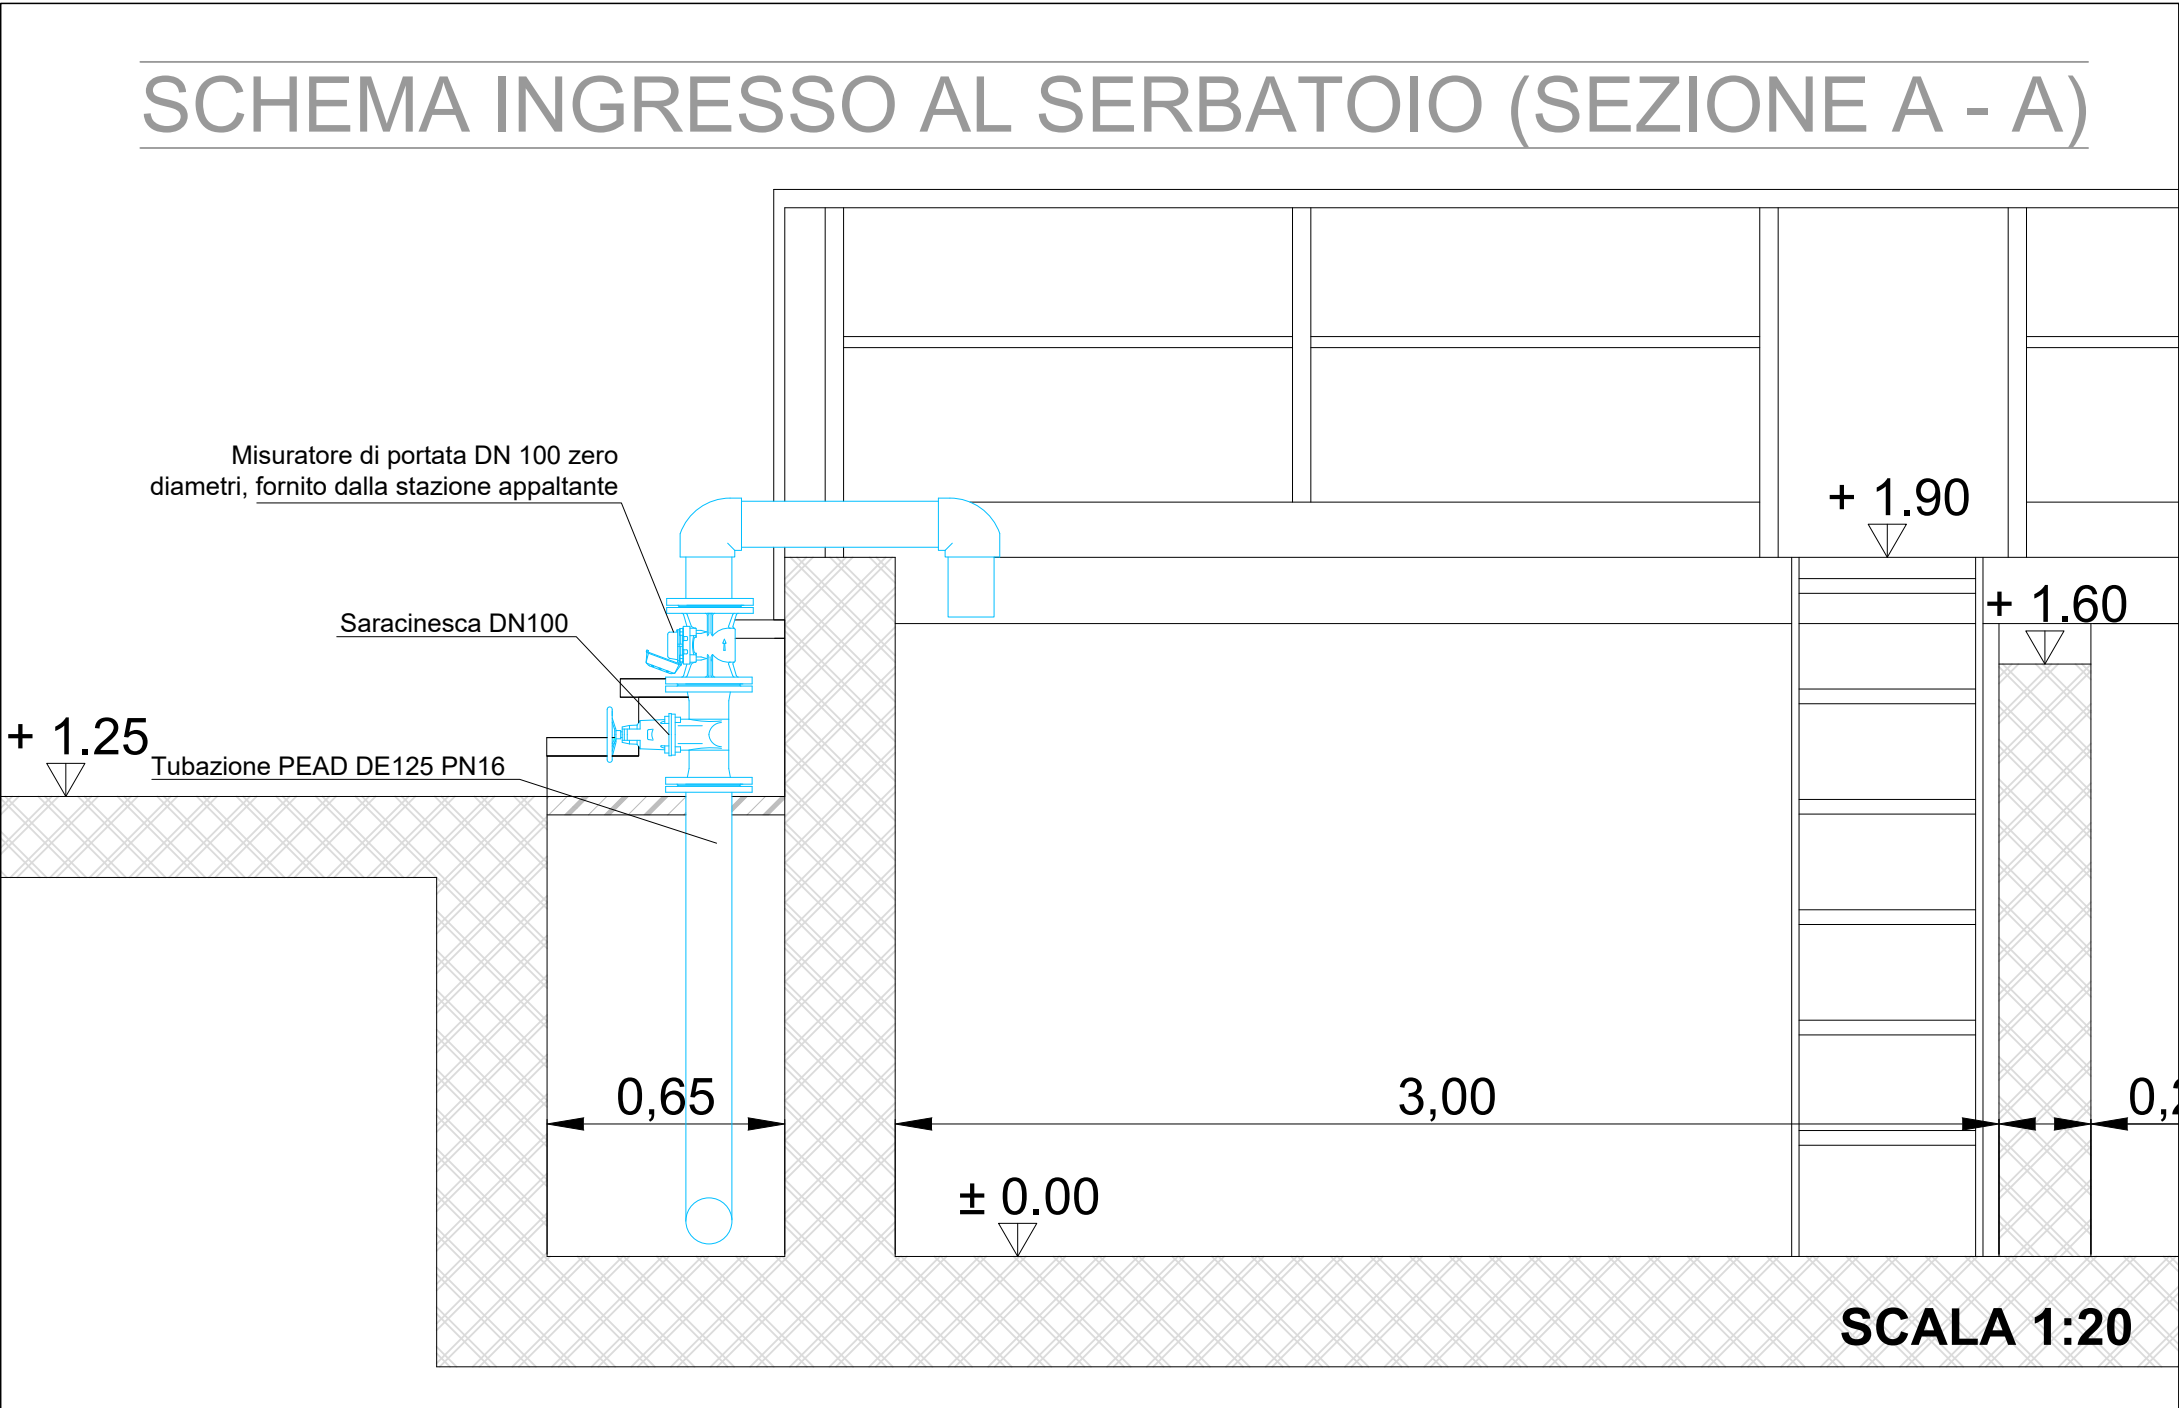 SCHEMA INGRESSO AL SERBATOIO (SEZIONE A - A)
Misuratore di portata DN 100 zero
diametri, fornito dalla stazione appaltante
+ 1.90
+ 1.60
Saracinesca DN100
+ 1.25
Tubazione PEAD DE125 PN16
0,65
3,00
± 0.00
SCALA 1:20